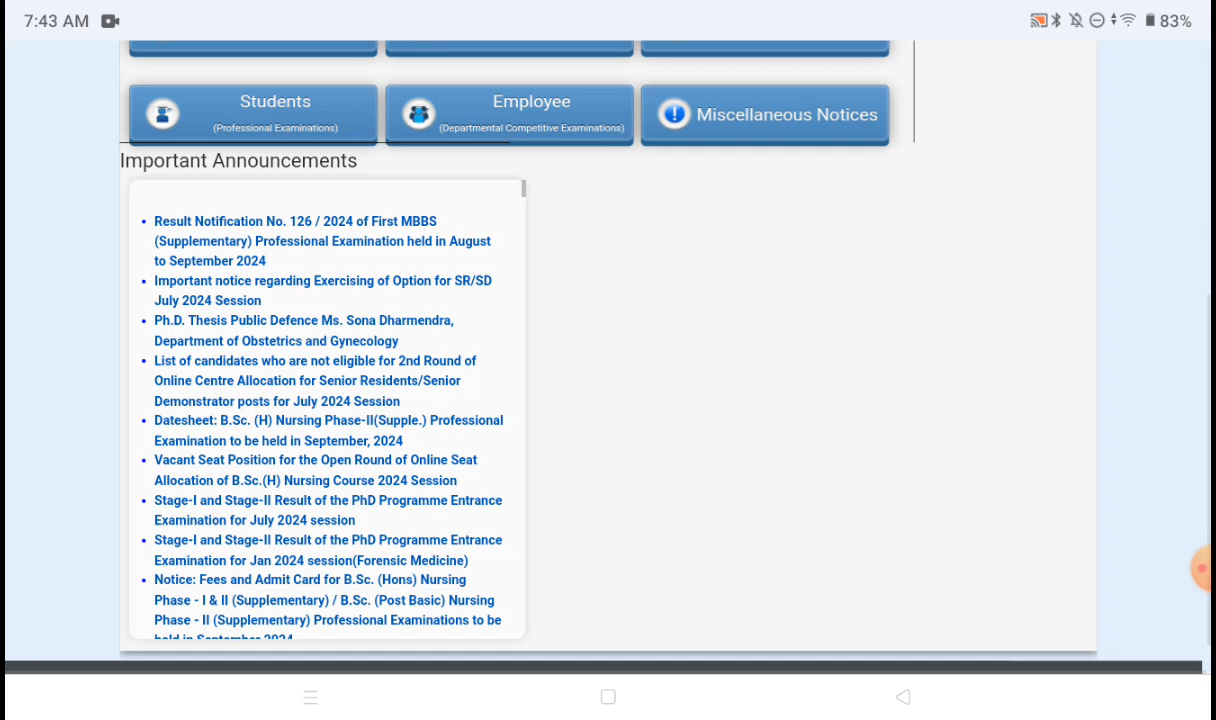 7:43 AM
83%
Students
(Professional Examinations)
Employee
(Departmental Competitive Examinations)
Miscellaneous Notices
Important Announcements
Result Notification No. 126 / 2024 of First MBBS
(Supplementary) Professional Examination held in August
to September 2024
Important notice regarding Exercising of Option for SR/SD
July 2024 Session
Ph.D. Thesis Public Defence Ms. Sona Dharmendra,
Department of Obstetrics and Gynecology
List of candidates who are not eligible for 2nd Round of
Online Centre Allocation for Senior Residents/Senior
Demonstrator posts for July 2024 Session
Datesheet: B.Sc. (H) Nursing Phase-II(Supple.) Professional
Examination to be held in September, 2024
Vacant Seat Position for the Open Round of Online Seat
Allocation of B.Sc.(H) Nursing Course 2024 Session
Stage-I and Stage-II Result of the PhD Programme Entrance
Examination for July 2024 session
Stage-I and Stage-II Result of the PhD Programme Entrance
Examination for Jan 2024 session(Forensic Medicine)
Notice: Fees and Admit Card for B.Sc. (Hons) Nursing
Phase - I & II (Supplementary) / B.Sc. (Post Basic) Nursing
Phase - II (Supplementary) Professional Examinations to be
held in September 2024